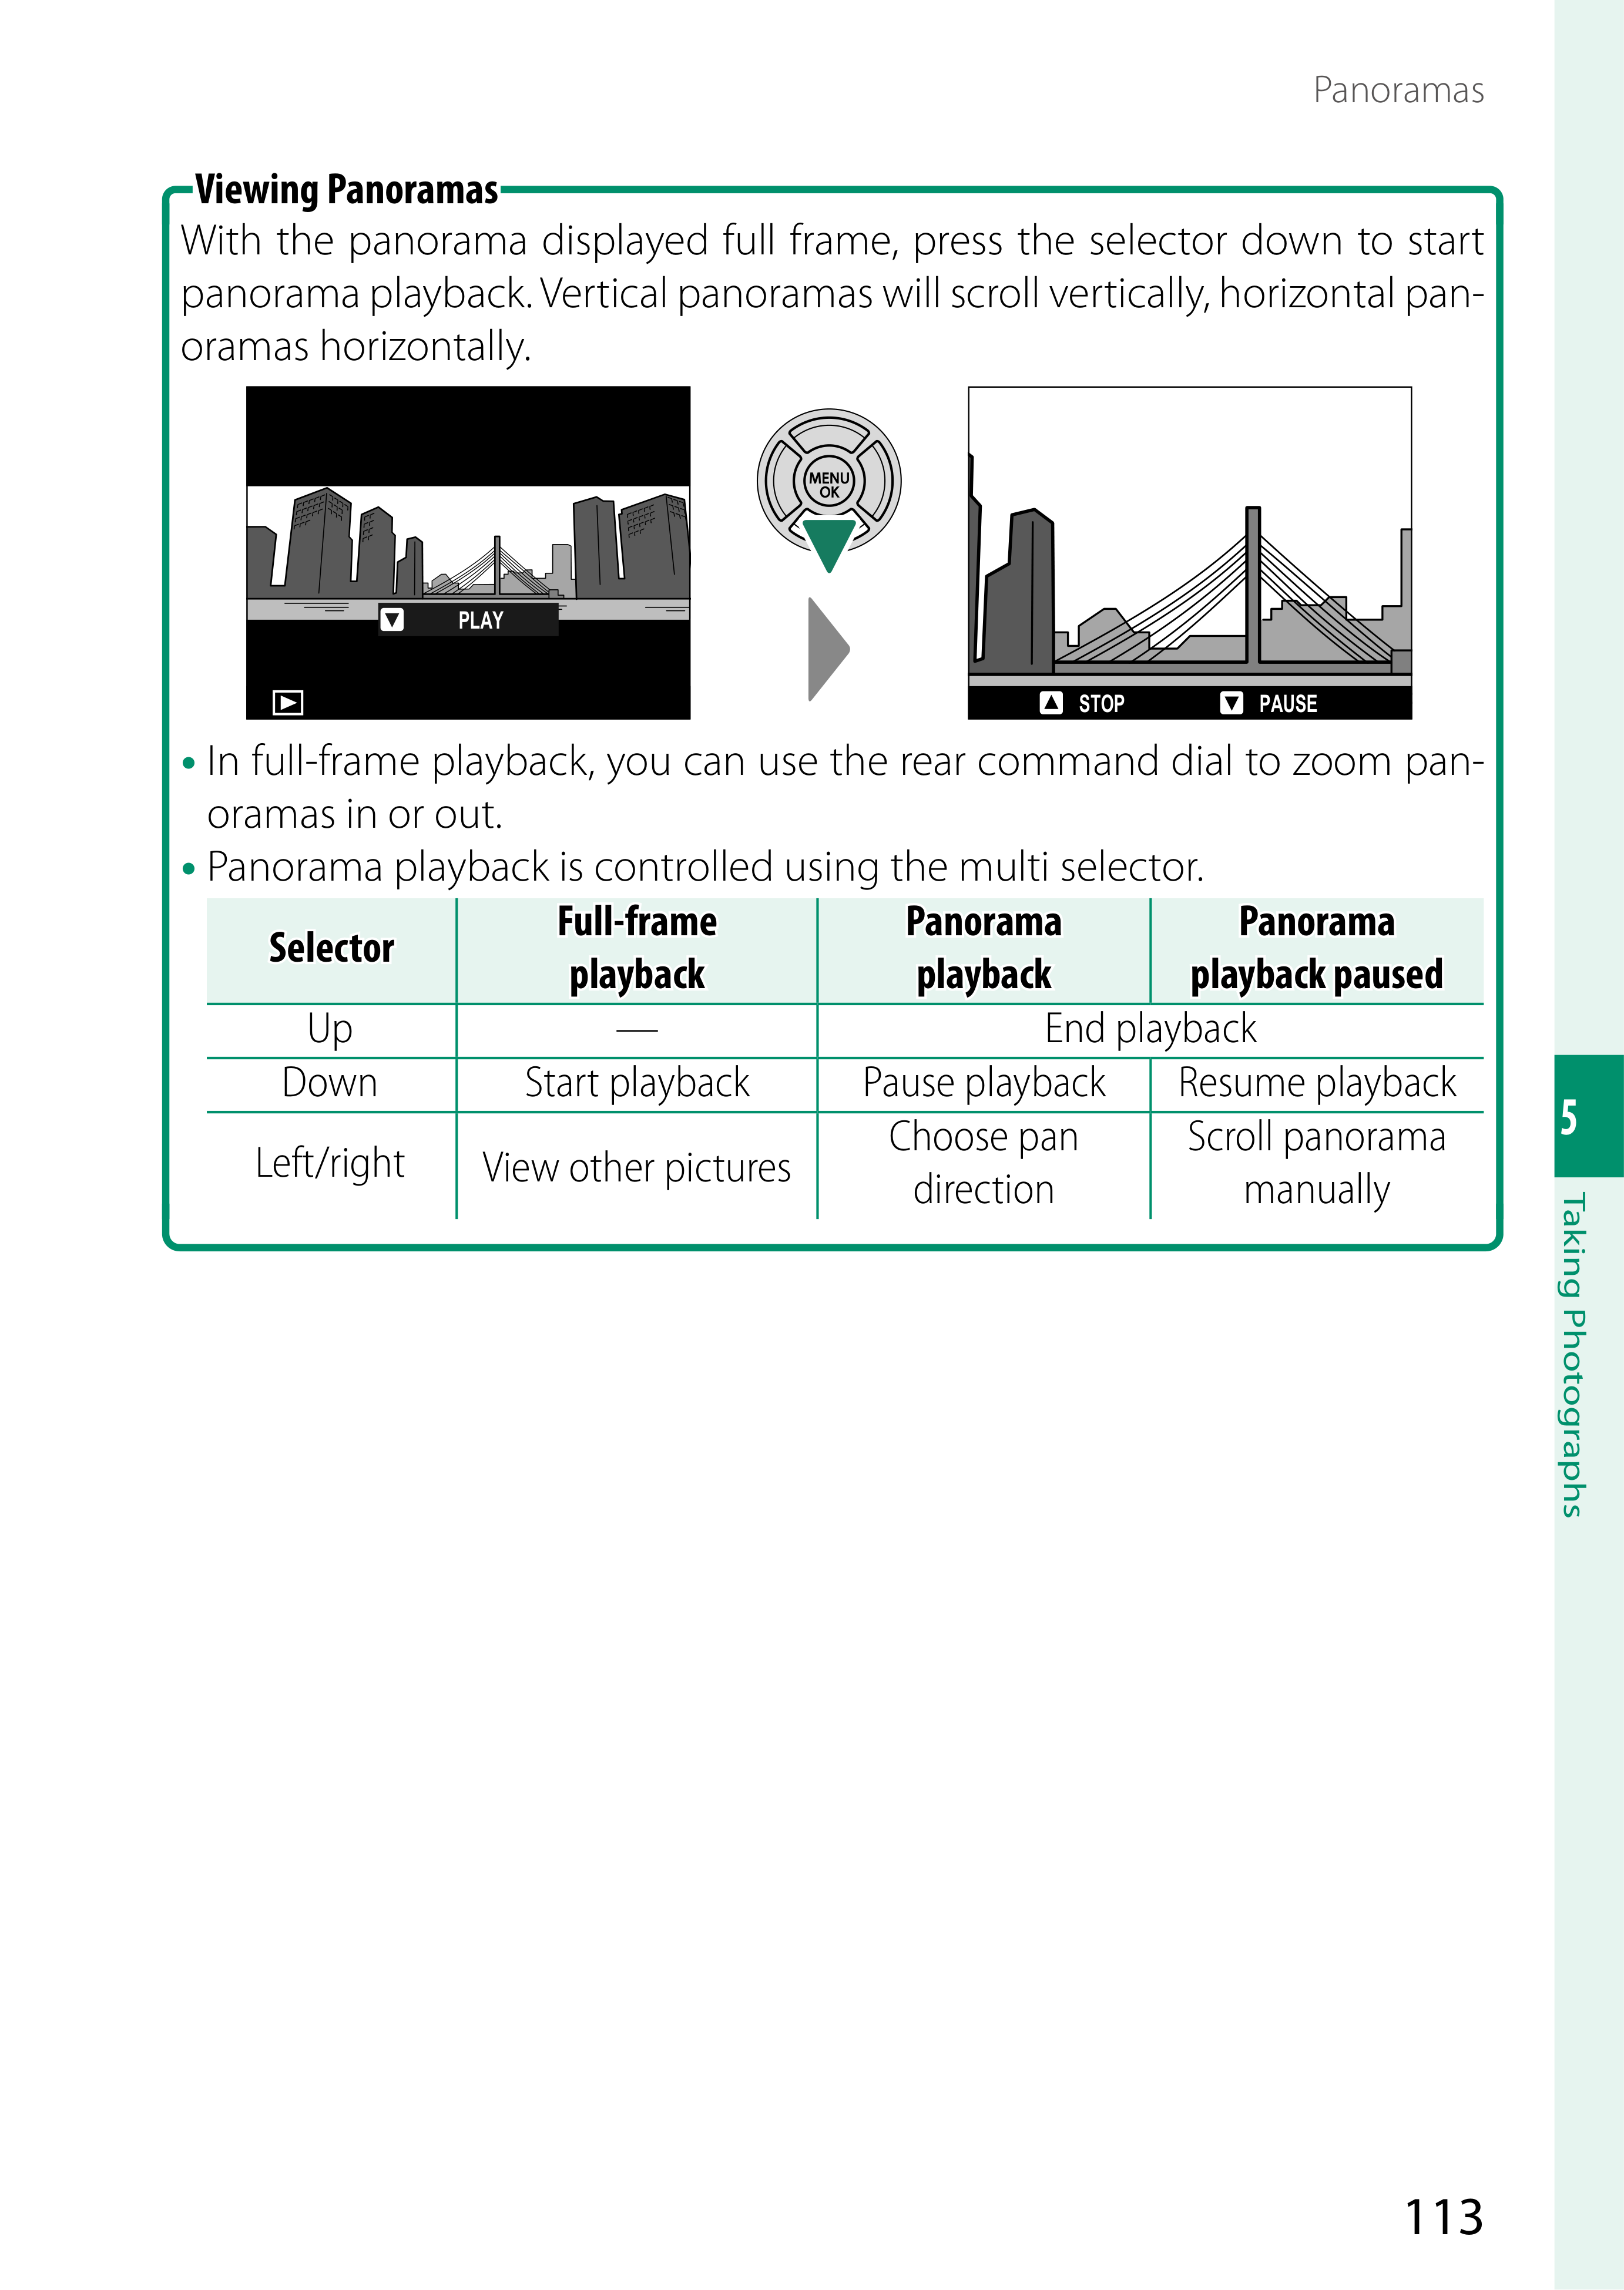 Panoramas
Viewing Panoramas
With the panorama displayed full frame, press the selector down to start
panorama playback. Vertical panoramas will scroll vertically, horizontal pan-
oramas horizontally.
PLAY
MENU
OK
STOP PAUSE
• In full-frame playback, you can use the rear command dial to zoom pan-
oramas in or out.
• Panorama playback is controlled using the multi selector.
Selector Full-frame playback Panorama playback Panorama playback paused
Up — End playback
Down Start playback Pause playback Resume playback
Left/right View other pictures Choose pan direction Scroll panorama manually
5
Taking Photographs
113